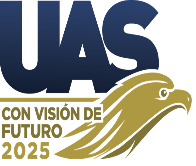 UAS
CON VISIÓN DE
FUTURO
2025